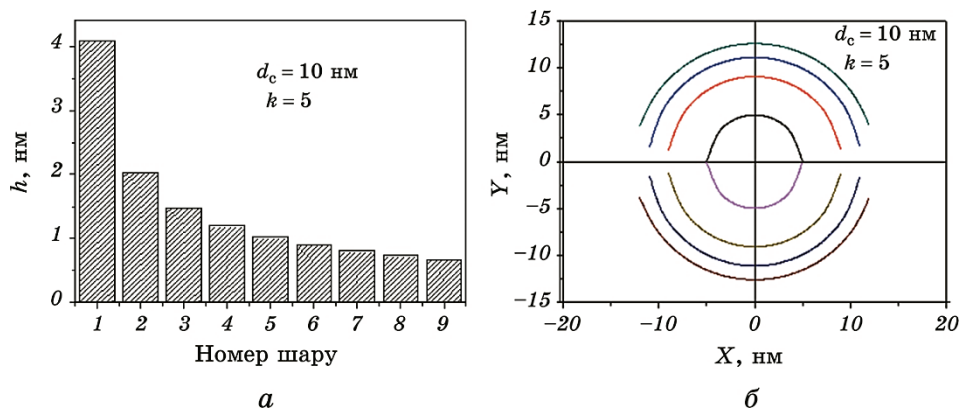 4
3
2
1
0
h, нм
d_c = 10 нм
k = 5
1 2 3 4 5 6 7 8 9
Номер шару
а
15
10
5
0
−5
−10
−15
Y, нм
d_c = 10 нм
k = 5
−20 −10 0 10 20
X, нм
б